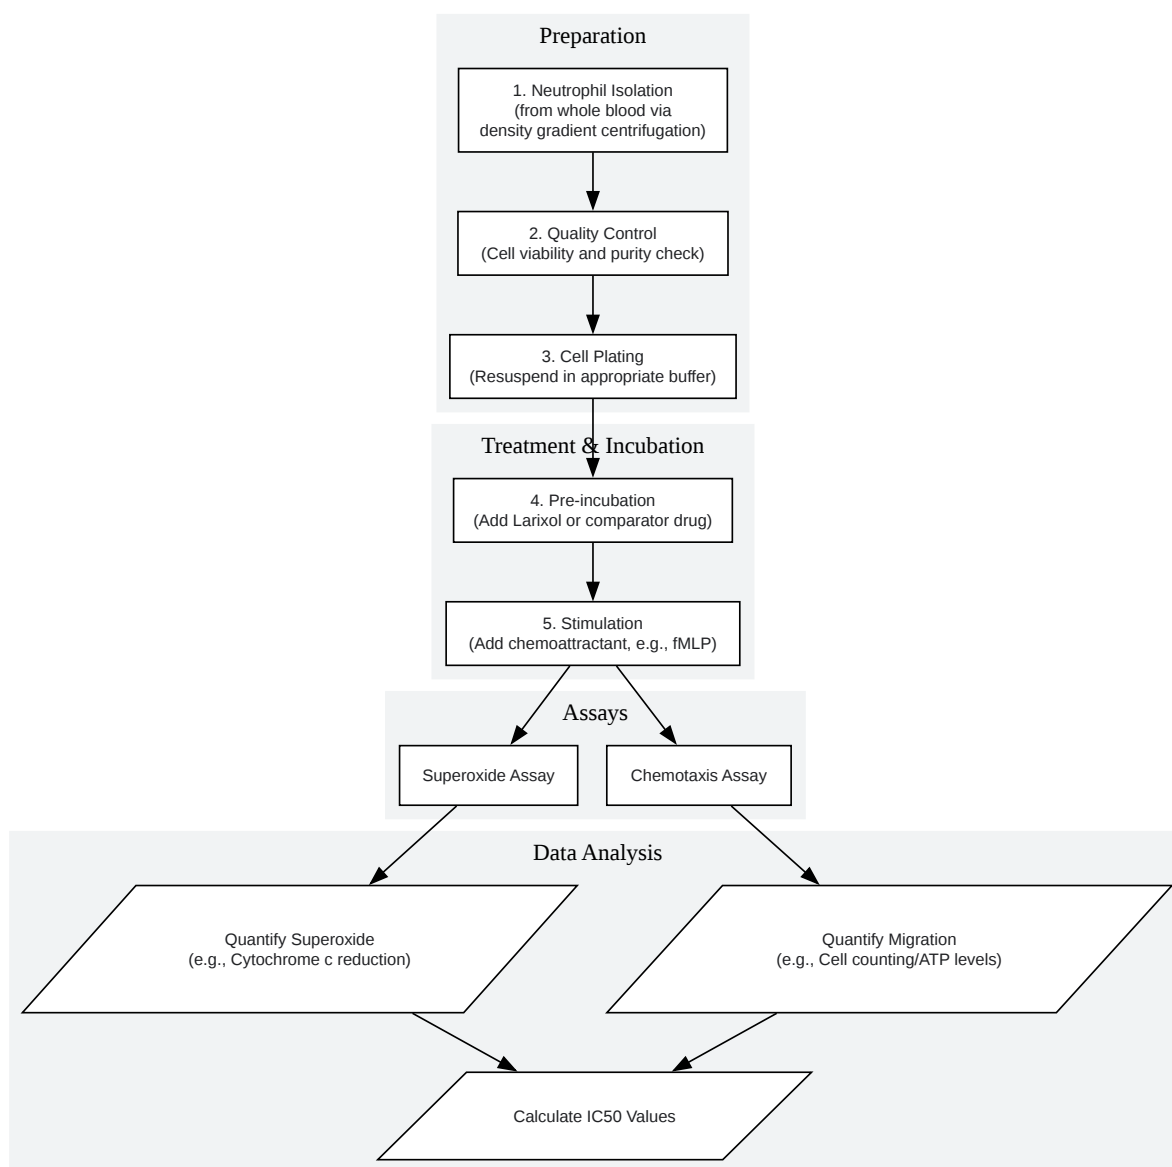 Preparation
1. Neutrophil Isolation
(from whole blood via
density gradient centrifugation)
2. Quality Control
(Cell viability and purity check)
3. Cell Plating
(Resuspend in appropriate buffer)
Treatment & Incubation
4. Pre-incubation
(Add Larixol or comparator drug)
5. Stimulation
(Add chemoattractant, e.g., fMLP)
Assays
Superoxide Assay
Chemotaxis Assay
Data Analysis
Quantify Superoxide
(e.g., Cytochrome c reduction)
Quantify Migration
(e.g., Cell counting/ATP levels)
Calculate IC50 Values